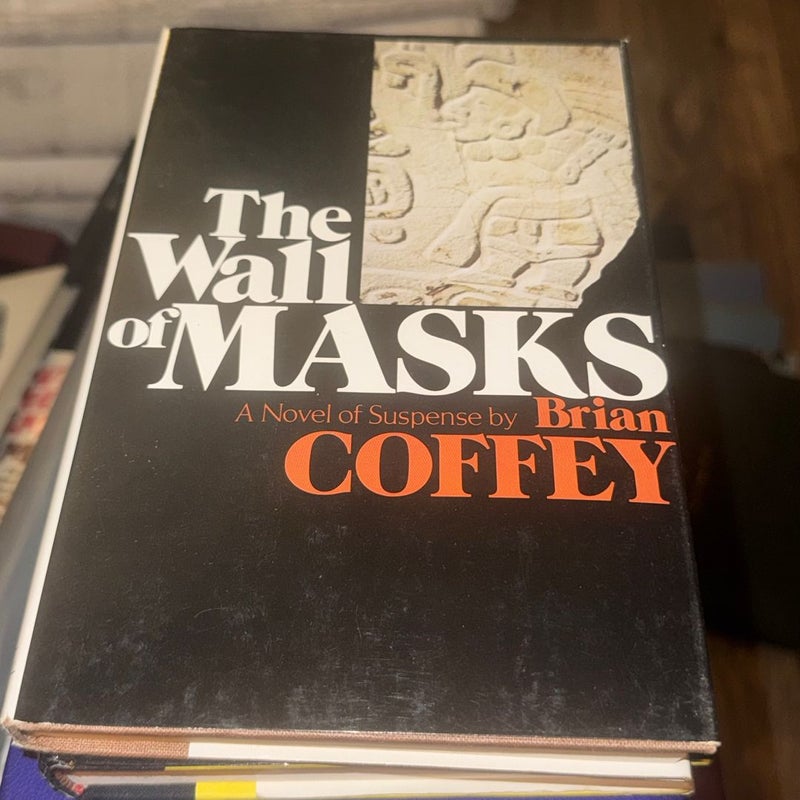 The
Wall
of MASKS
A Novel of Suspense by Brian
COFFEY